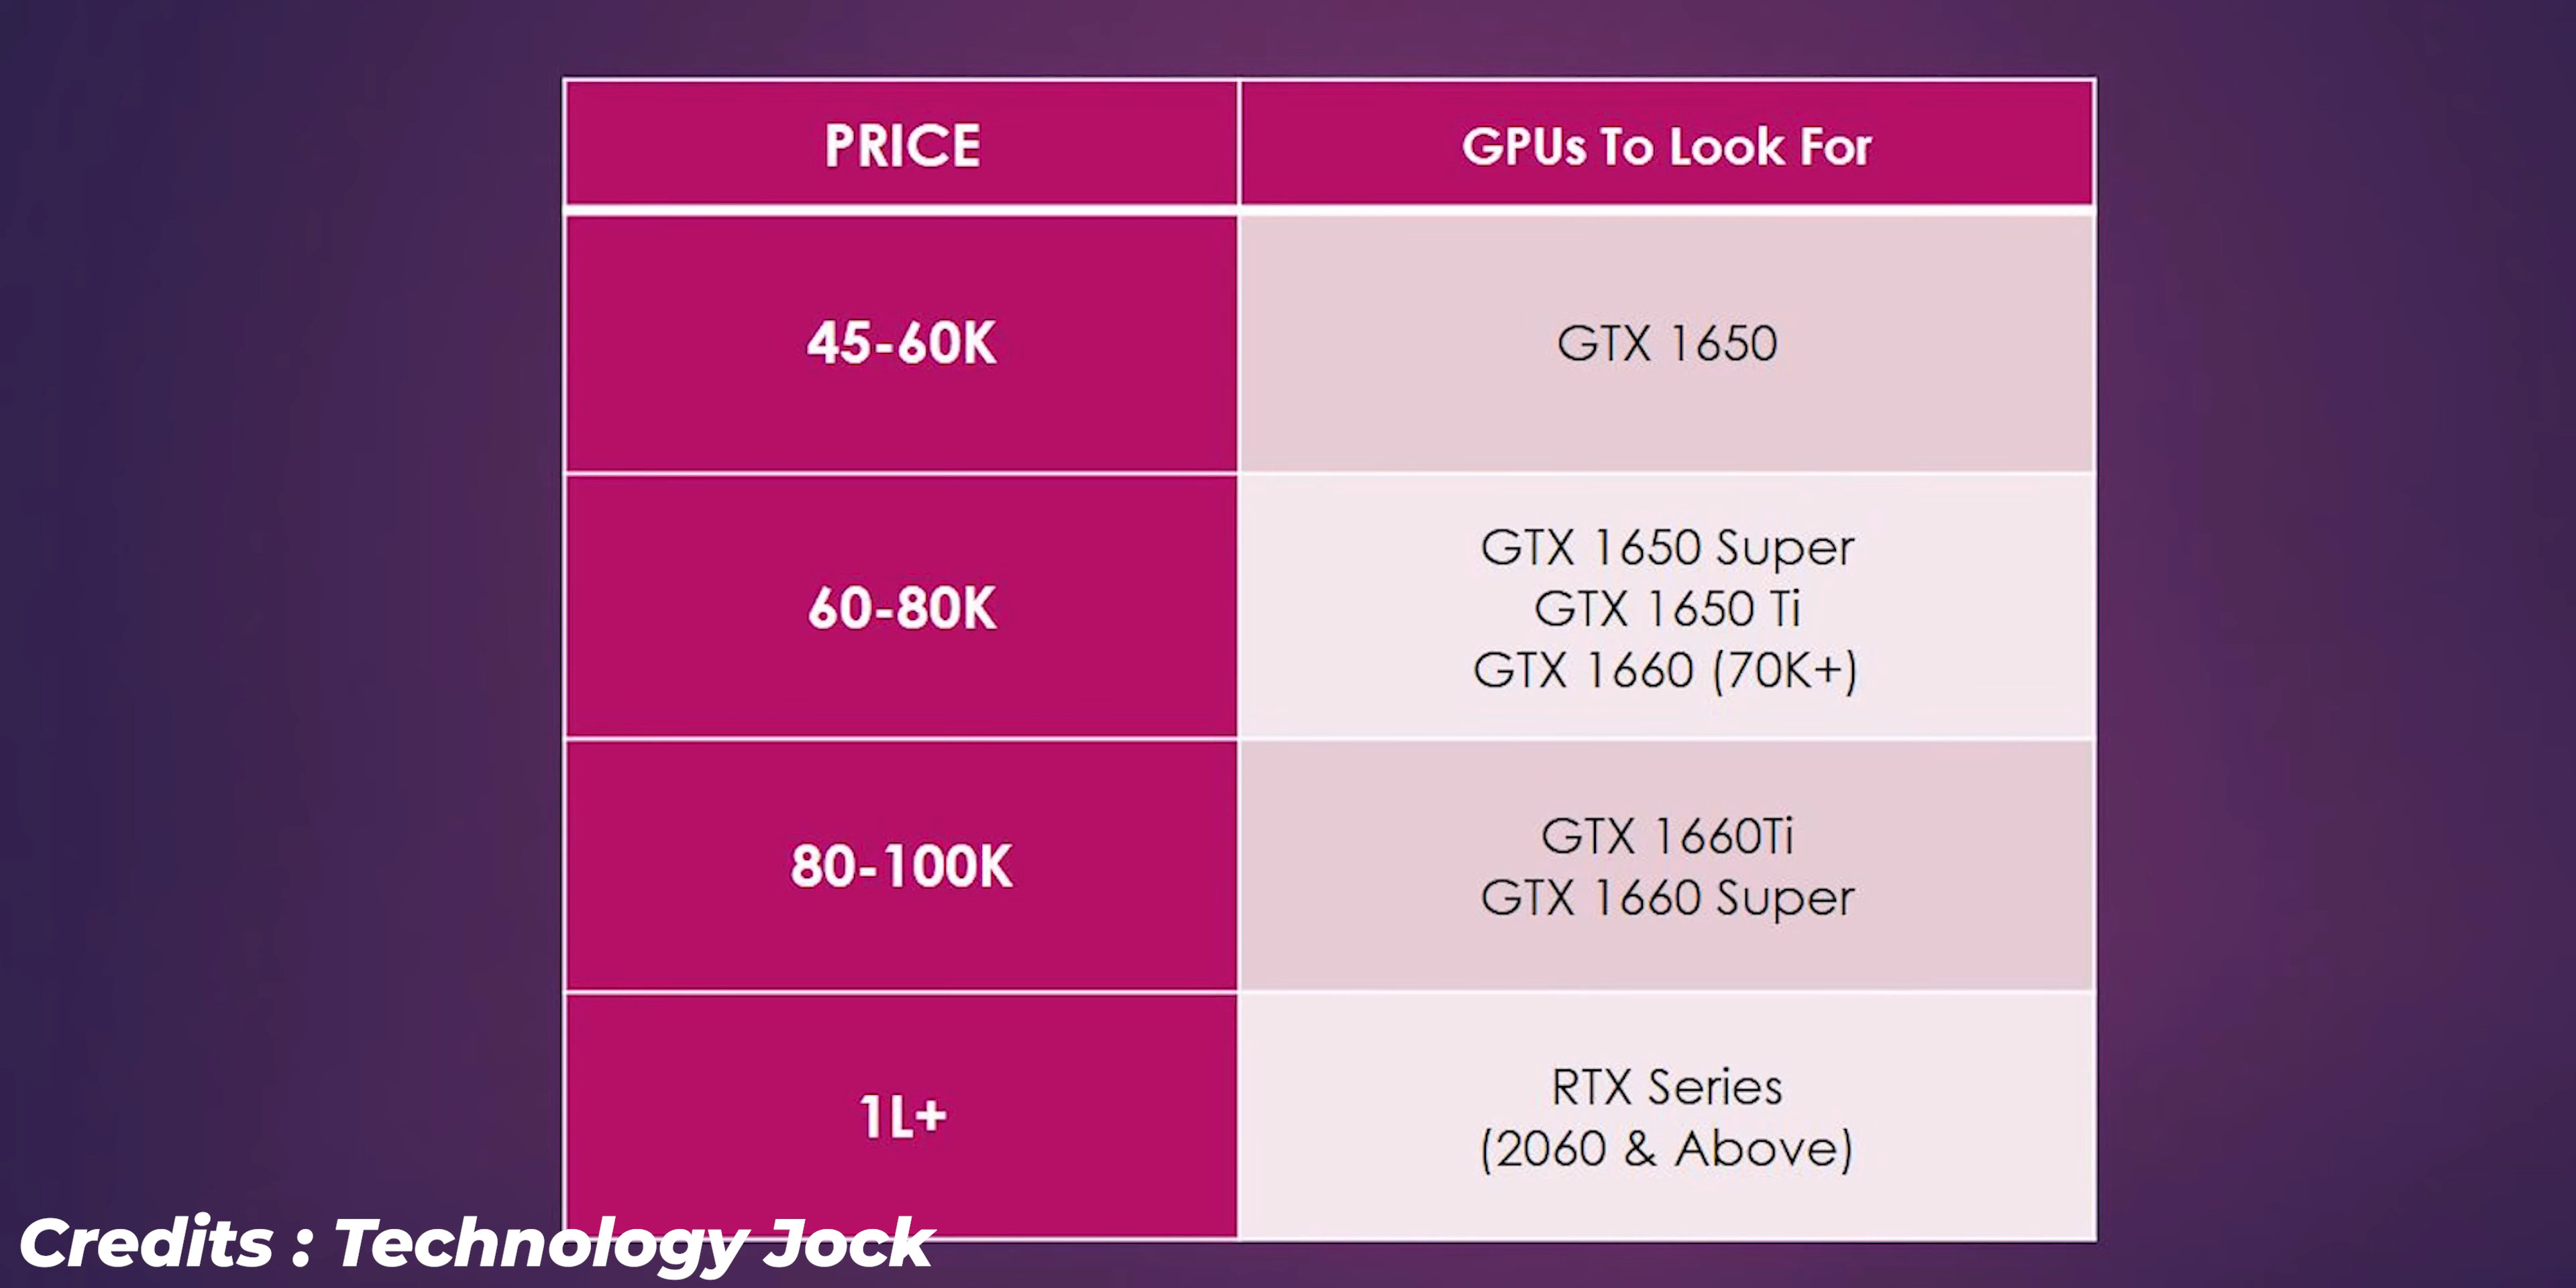 PRICE
GPUs To Look For
45-60K
GTX 1650
60-80K
GTX 1650 Super
GTX 1650 Ti
GTX 1660 (70K+)
80-100K
GTX 1660Ti
GTX 1660 Super
1L+
RTX Series
(2060 & Above)
Credits : Technology Jock